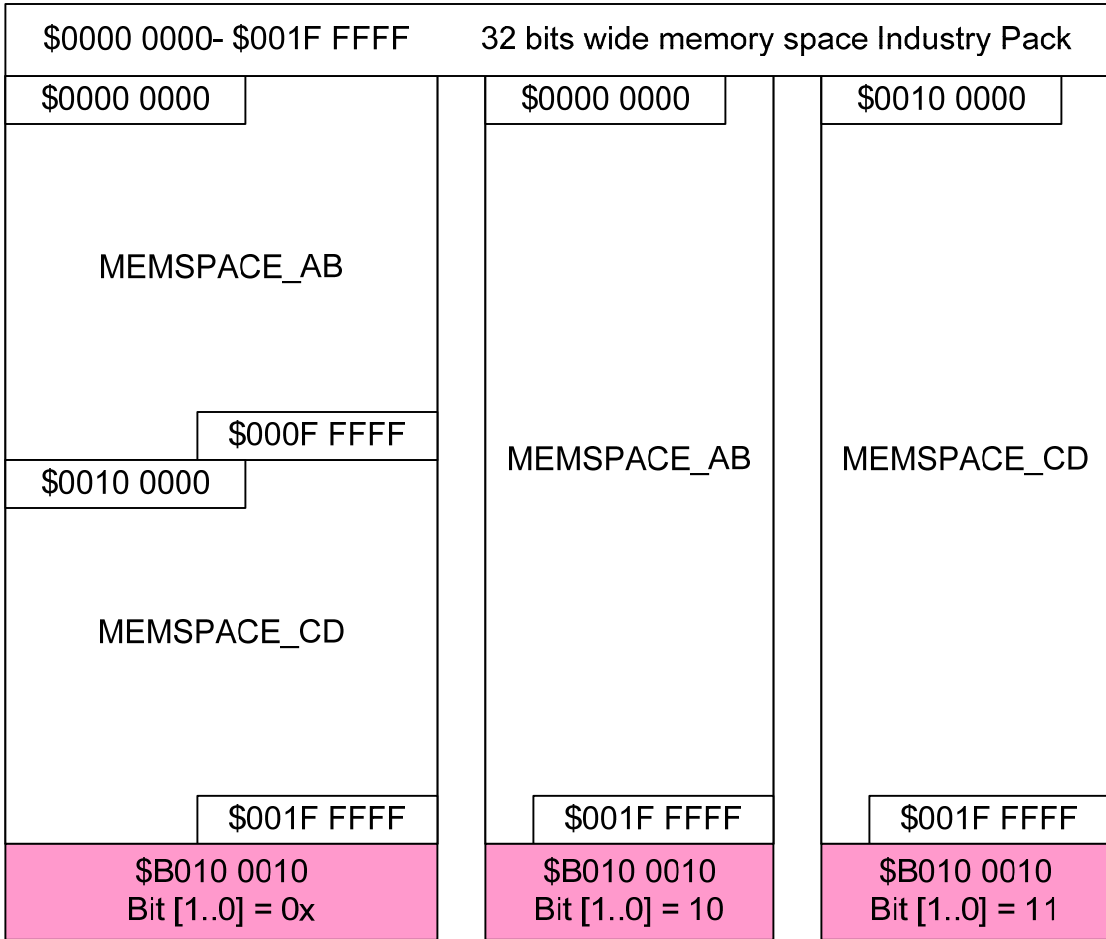 $0000 0000- $001F FFFF 32 bits wide memory space Industry Pack
$0000 0000
MEMSPACE_AB
$000F FFFF
$0010 0000
MEMSPACE_CD
$001F FFFF
$B010 0010
Bit [1..0] = 0x
$0000 0000
MEMSPACE_AB
$001F FFFF
$B010 0010
Bit [1..0] = 10
$0010 0000
MEMSPACE_CD
$001F FFFF
$B010 0010
Bit [1..0] = 11